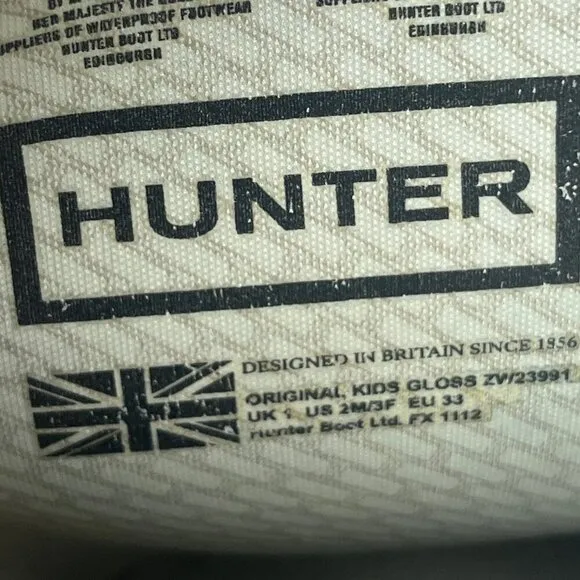 HER MAJESTY THE
SUPPLIERS OF WATERPROOF FOOTWEAR
HUNTER BOOT LTD
EDINBURGH
HUNTER BOOT LTD
EDINBURGH
HUNTER
DESIGNED IN BRITAIN SINCE 1856
ORIGINAL KIDS GLOSS ZW/23991
UK 1 US 2M/3F EU 33
Hunter Boot Ltd. FX 1112